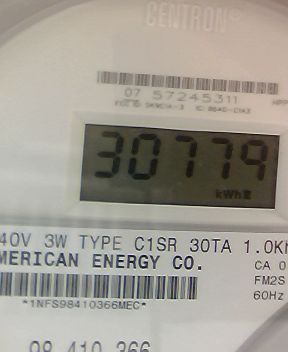 CENTRON®
07 57245311
30779
kWh
40V 3W TYPE C1SR 30TA 1.0K
MERICAN ENERGY CO.
CA 0
FM2S
60Hz
*1NFS98410366MEC*
98 410 366